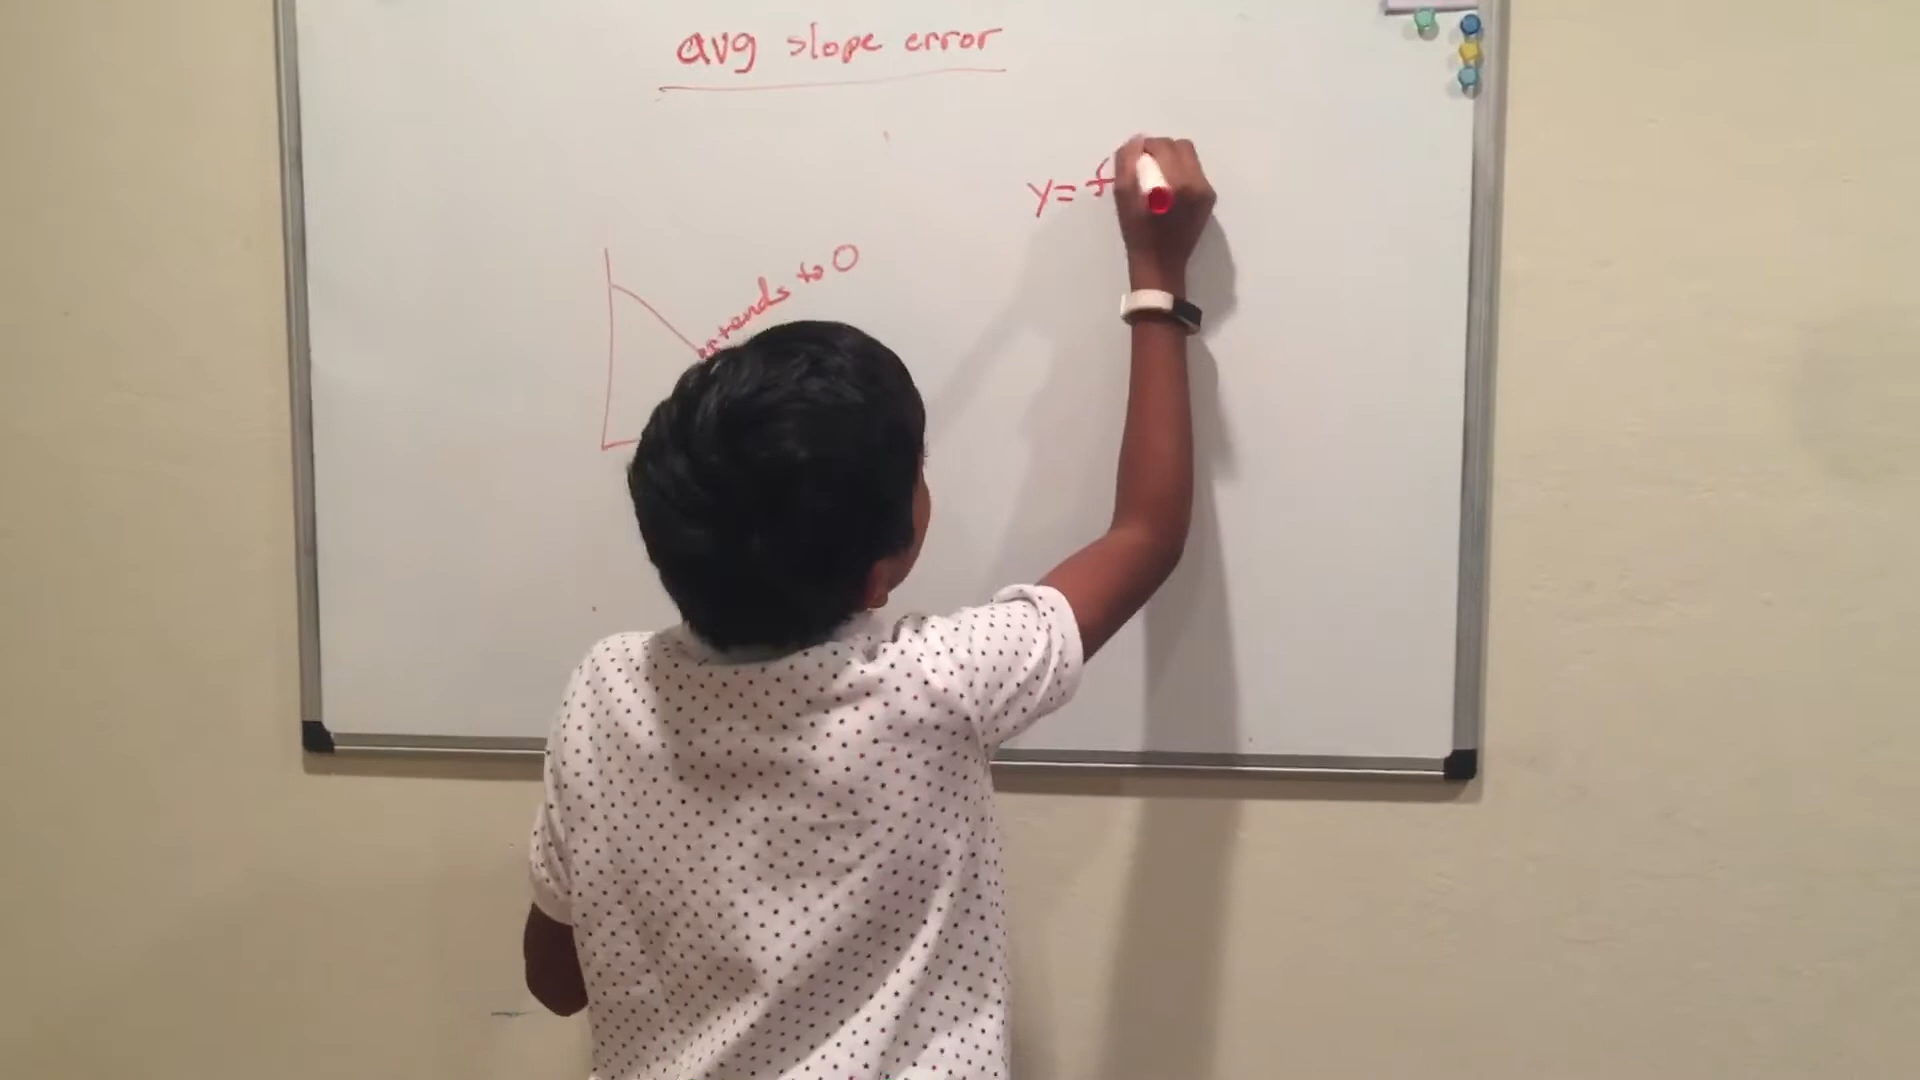 avg slope error
y= f
tends to 0